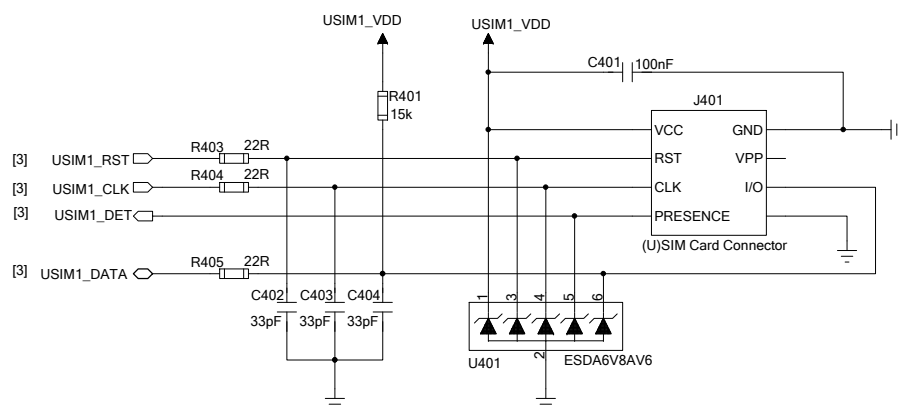 USIM1_VDD
USIM1_VDD
C401
100nF
J401
R401
15k
VCC
GND
[3]
USIM1_RST
R403
22R
RST
VPP
[3]
USIM1_CLK
R404
22R
CLK
I/O
[3]
USIM1_DET
PRESENCE
(U)SIM Card Connector
[3]
USIM1_DATA
R405
22R
C402
C403
C404
33pF
33pF
33pF
1
3
4
5
6
2
U401
ESDA6V8AV6